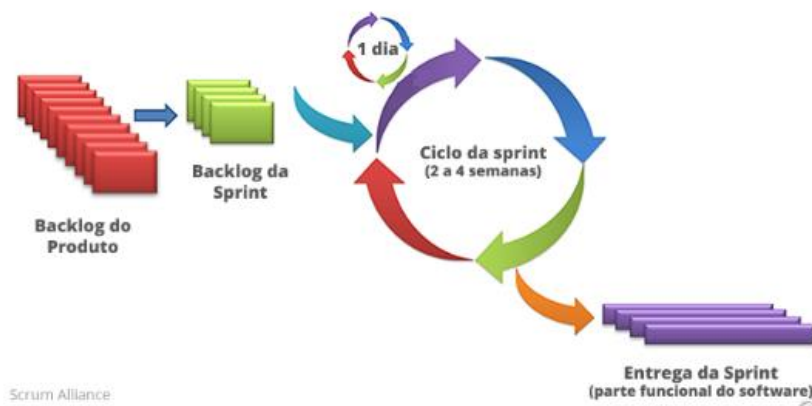 1 dia
Ciclo da sprint
(2 a 4 semanas)
Backlog da
Sprint
Backlog do
Produto
Entrega da Sprint
(parte funcional do software)
Scrum Alliance